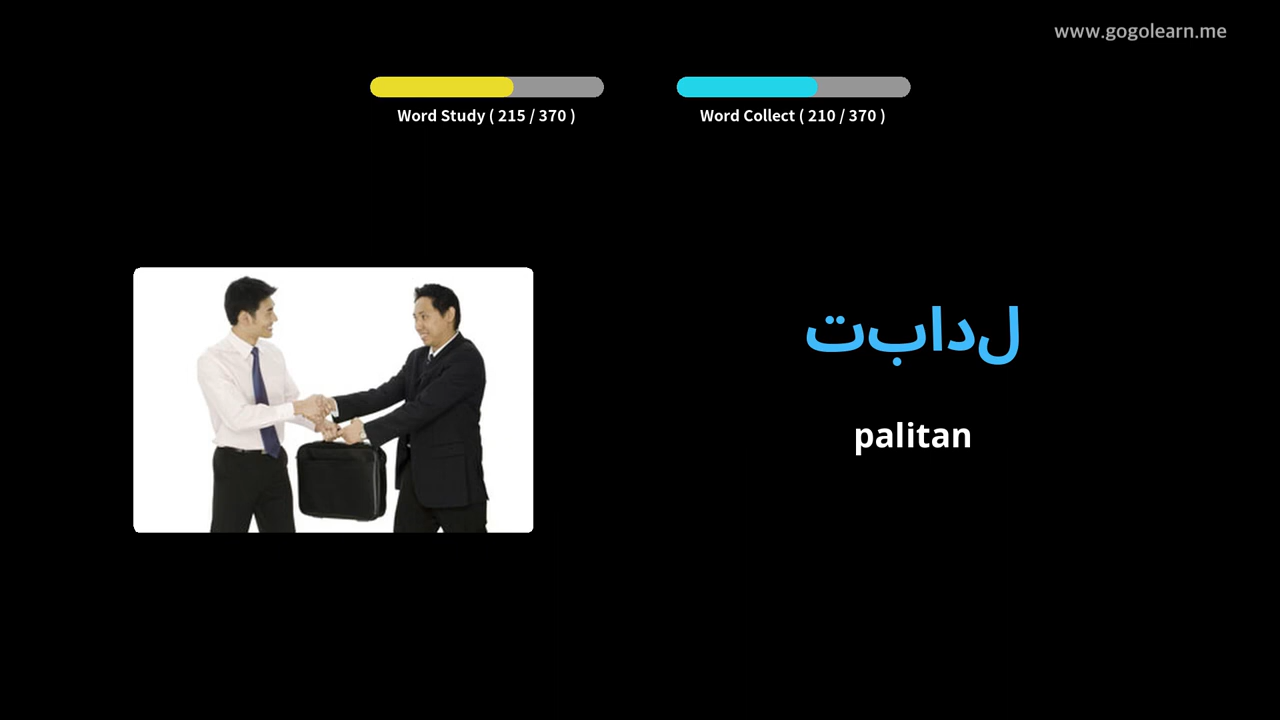 www.gogolearn.me
Word Study ( 215 / 370 )
Word Collect ( 210 / 370 )
تبادل
palitan